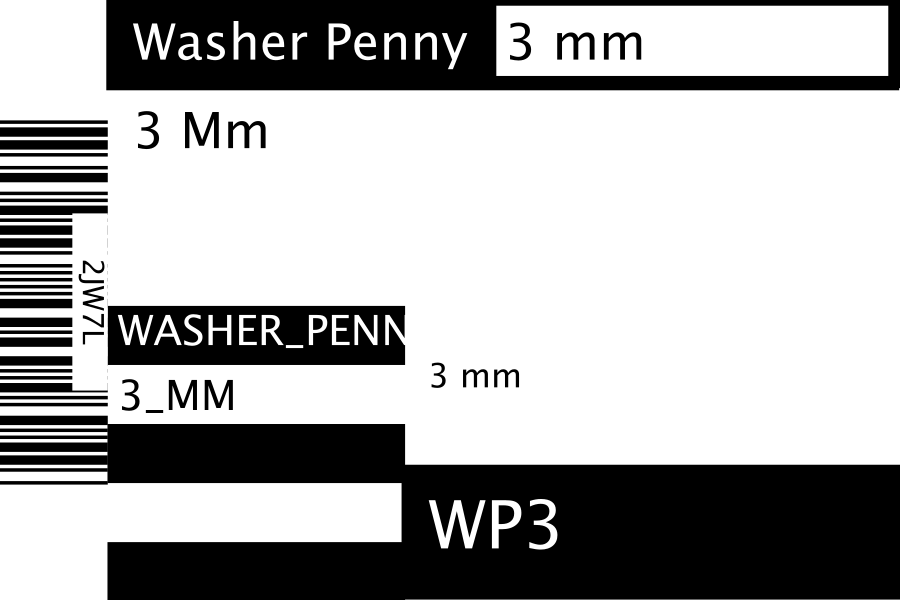 Washer Penny 3 mm
3 Mm
2JW7L
WASHER_PENN
3_MM
3 mm
WP3